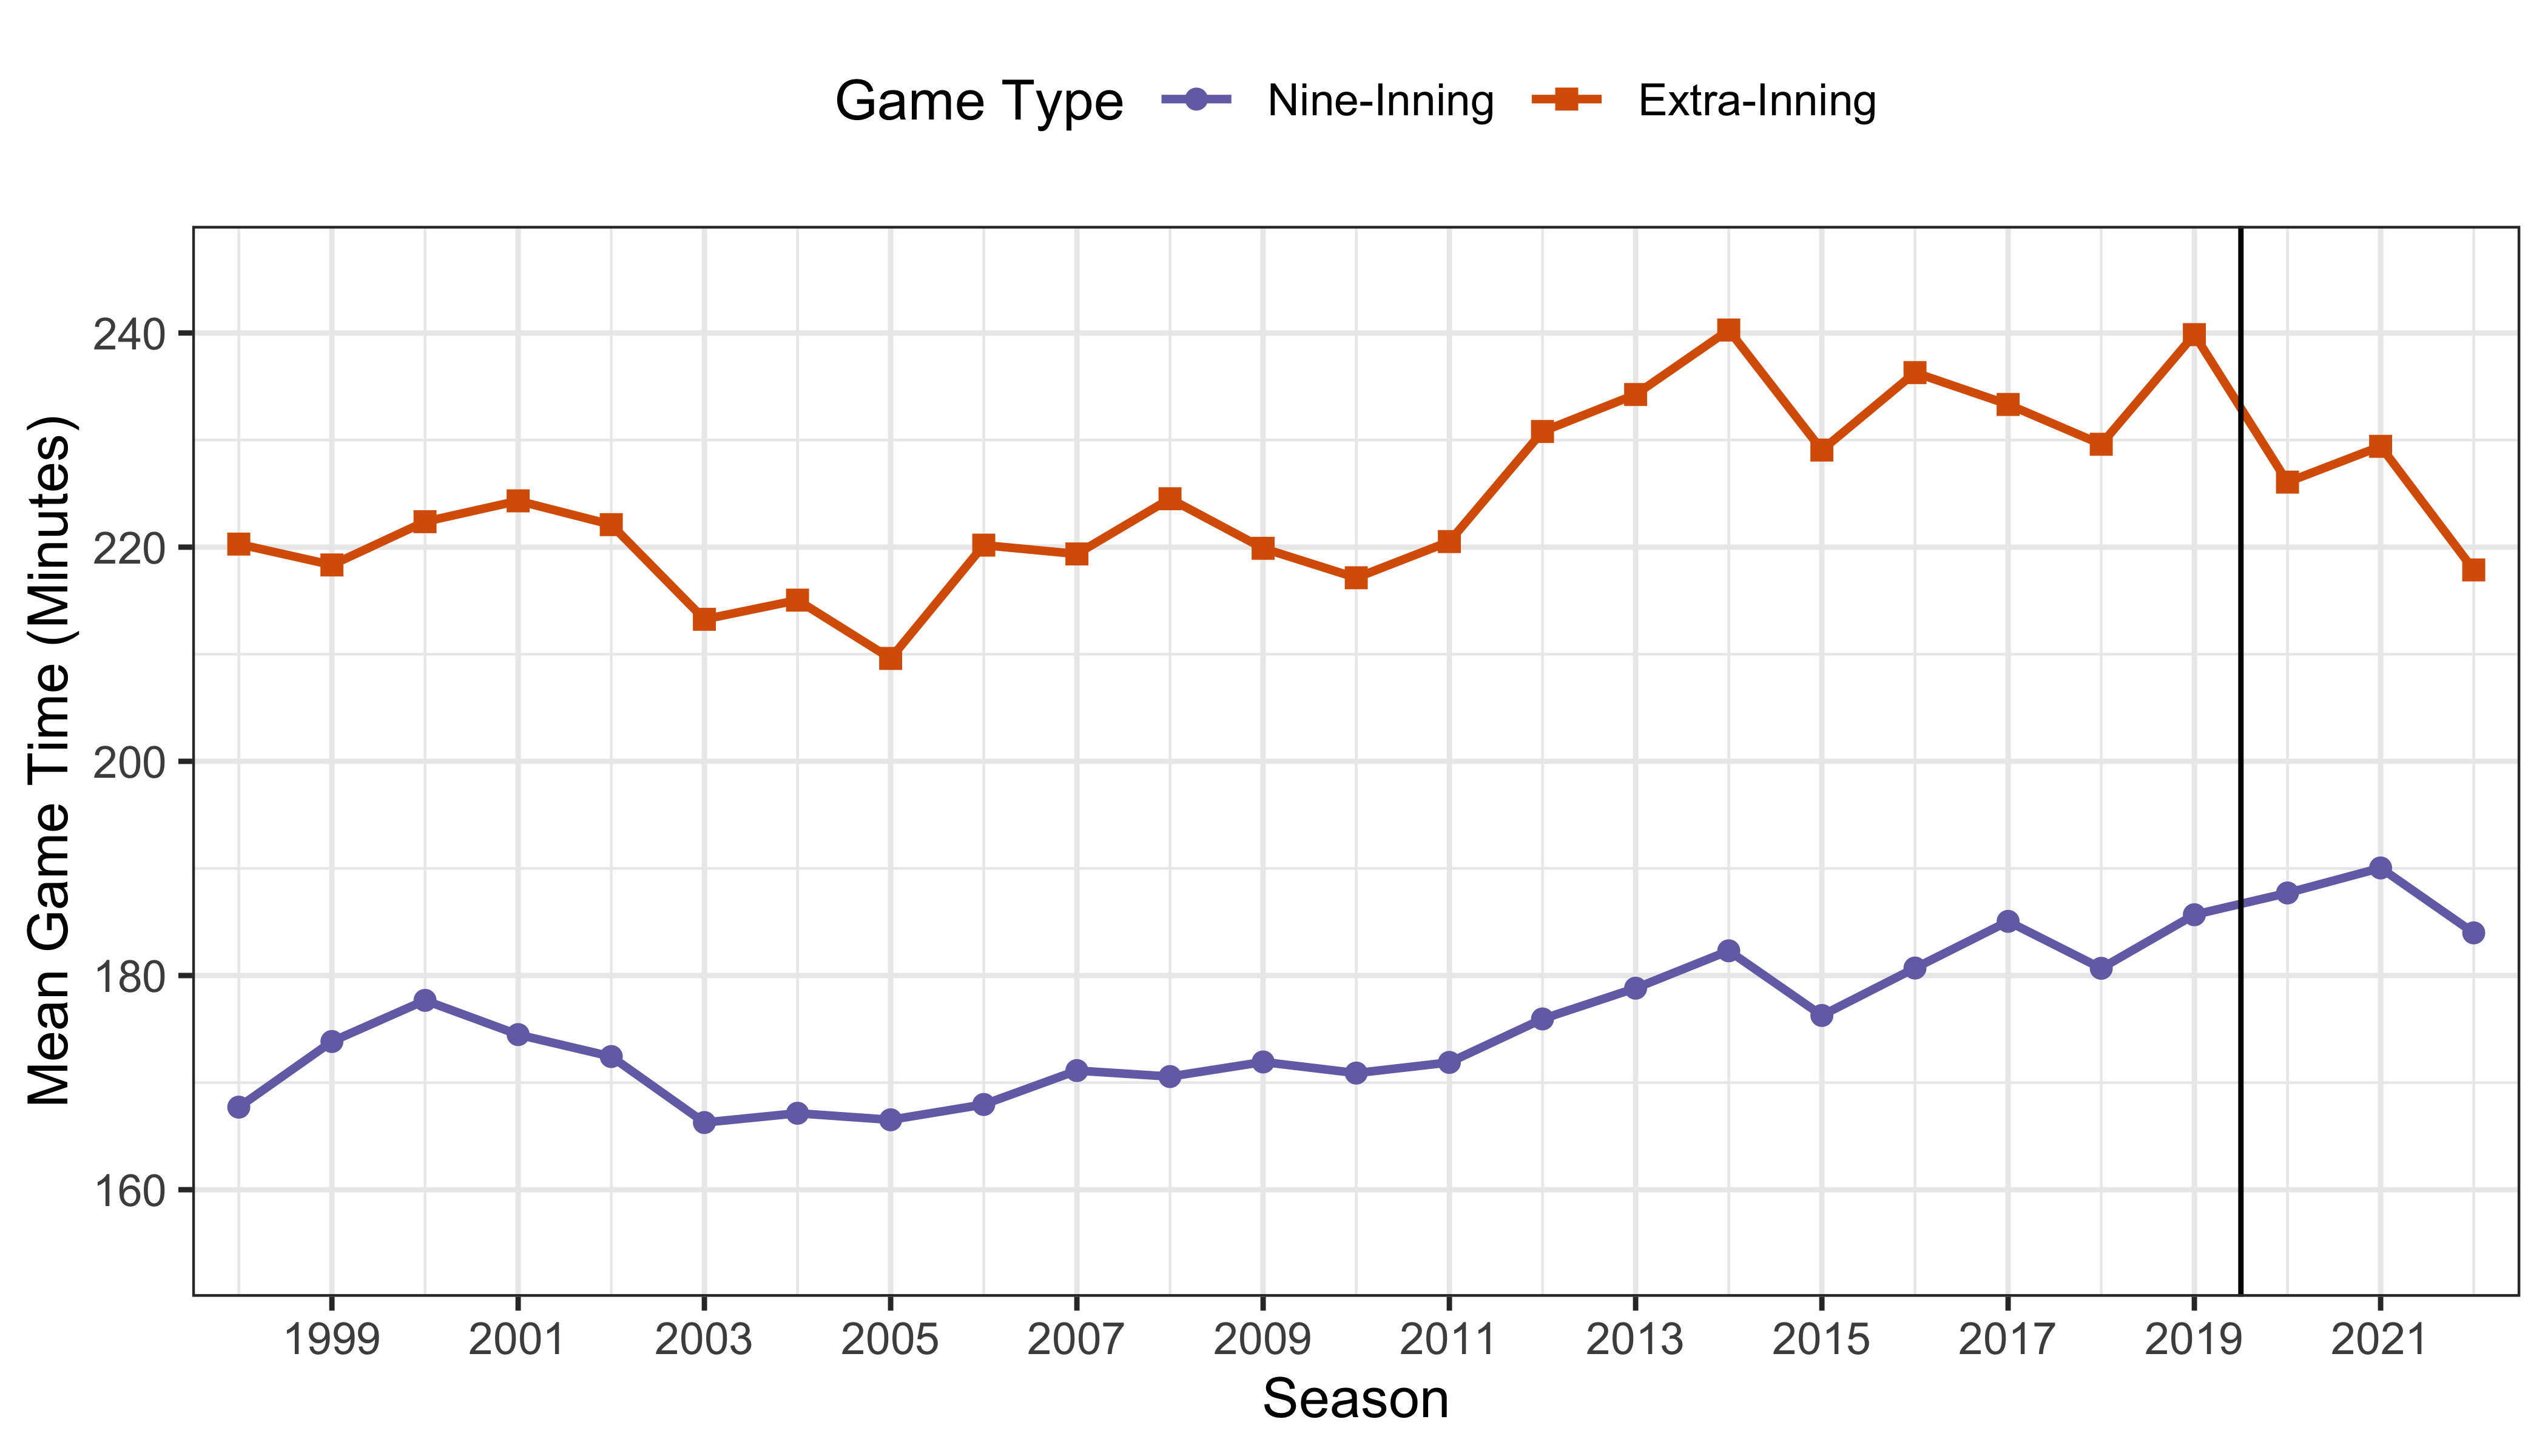 Game Type Nine-Inning Extra-Inning
Mean Game Time (Minutes)
240
220
200
180
160
1999 2001 2003 2005 2007 2009 2011 2013 2015 2017 2019 2021
Season